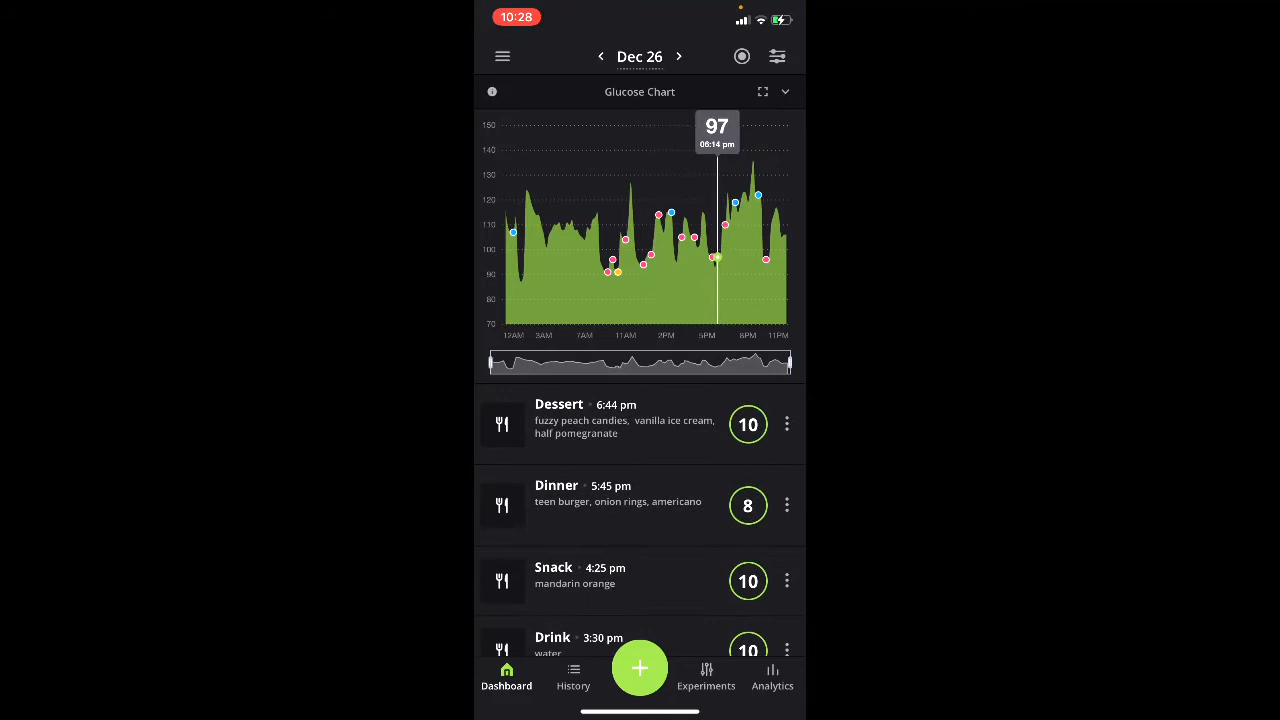 10:28
Dec 26
Glucose Chart
97
06:14 pm
150
140
130
120
110
100
90
80
70
12AM 3AM 7AM 11AM 2PM 5PM 8PM 11PM
Dessert • 6:44 pm
fuzzy peach candies, vanilla ice cream,
half pomegranate
10
Dinner • 5:45 pm
teen burger, onion rings, americano
8
Snack • 4:25 pm
mandarin orange
10
Drink • 3:30 pm
water
10
Dashboard History Experiments Analytics